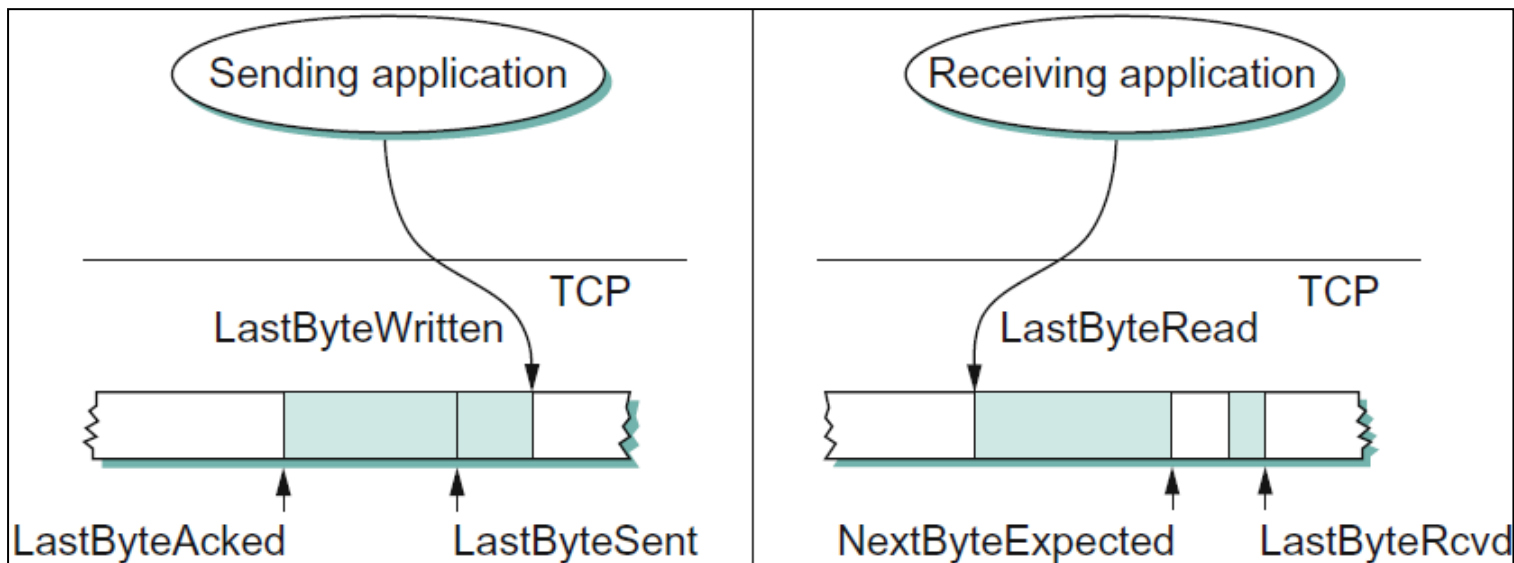 Sending application
TCP
LastByteWritten
LastByteAcked
LastByteSent
Receiving application
TCP
LastByteRead
NextByteExpected
LastByteRcvd